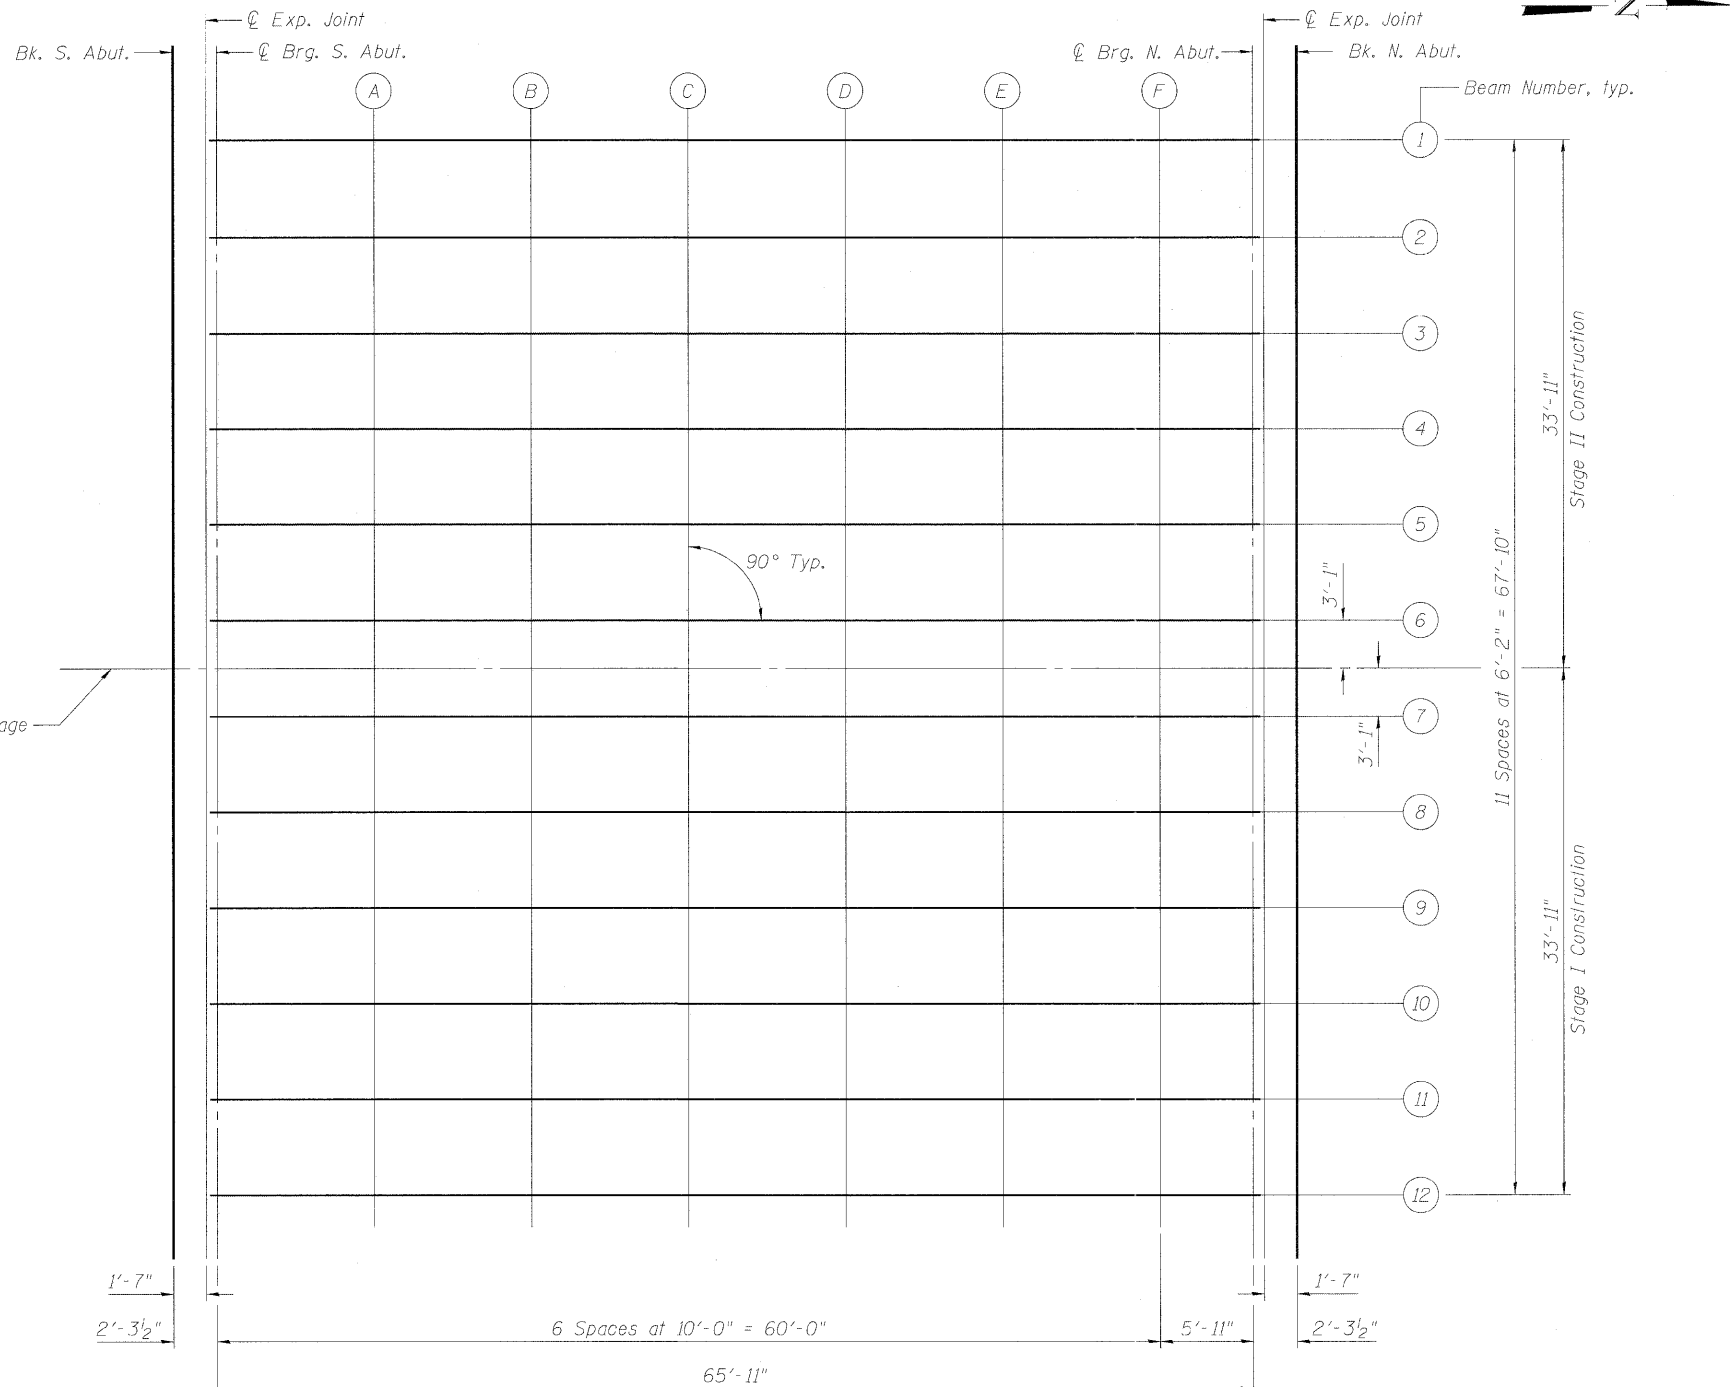 ℄ Exp. Joint
℄ Exp. Joint
Z
Bk. S. Abut.
℄ Brg. S. Abut.
℄ Brg. N. Abut.
Bk. N. Abut.
A
B
C
D
E
F
Beam Number, typ.
1
2
3
4
5
6
7
8
9
10
11
12
90° Typ.
3'-1"
3'-1"
11 Spaces at 6'-2" = 67'-10"
33'-11"
Stage II Construction
33'-11"
Stage I Construction
1'-7"
1'-7"
2'-3½"
6 Spaces at 10'-0" = 60'-0"
5'-11"
2'-3½"
65'-11"